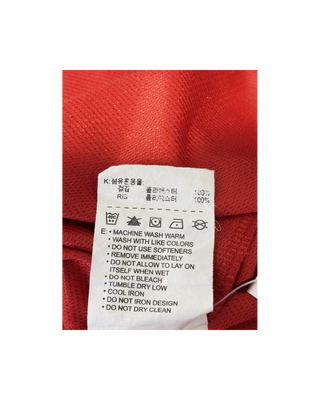 K: 섬유혼용율:
겉감 폴리에스터 100%
RIB 폴리에스터 100%
E: • MACHINE WASH WARM
• WASH WITH LIKE COLORS
• DO NOT USE SOFTENERS
• REMOVE IMMEDIATELY
• DO NOT ALLOW TO LAY ON
ITSELF WHEN WET
• DO NOT BLEACH
• TUMBLE DRY LOW
• COOL IRON
• DO NOT IRON DESIGN
• DO NOT DRY CLEAN